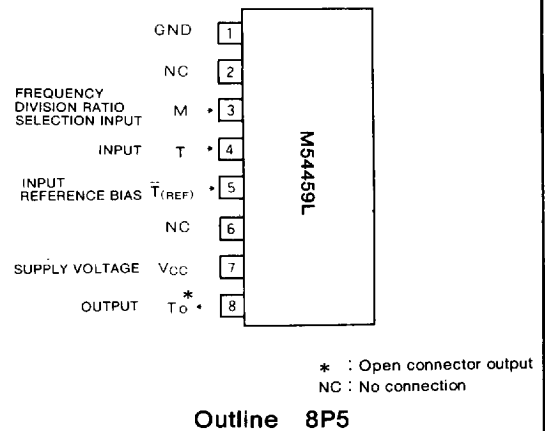 GND 1
NC 2
FREQUENCY
DIVISION RATIO
SELECTION INPUT M 3
INPUT T 4
INPUT
REFERENCE BIAS T̄(REF) 5
NC 6
SUPPLY VOLTAGE VCC 7
OUTPUT To* 8
M54459L
* : Open connector output
NC : No connection
Outline 8P5